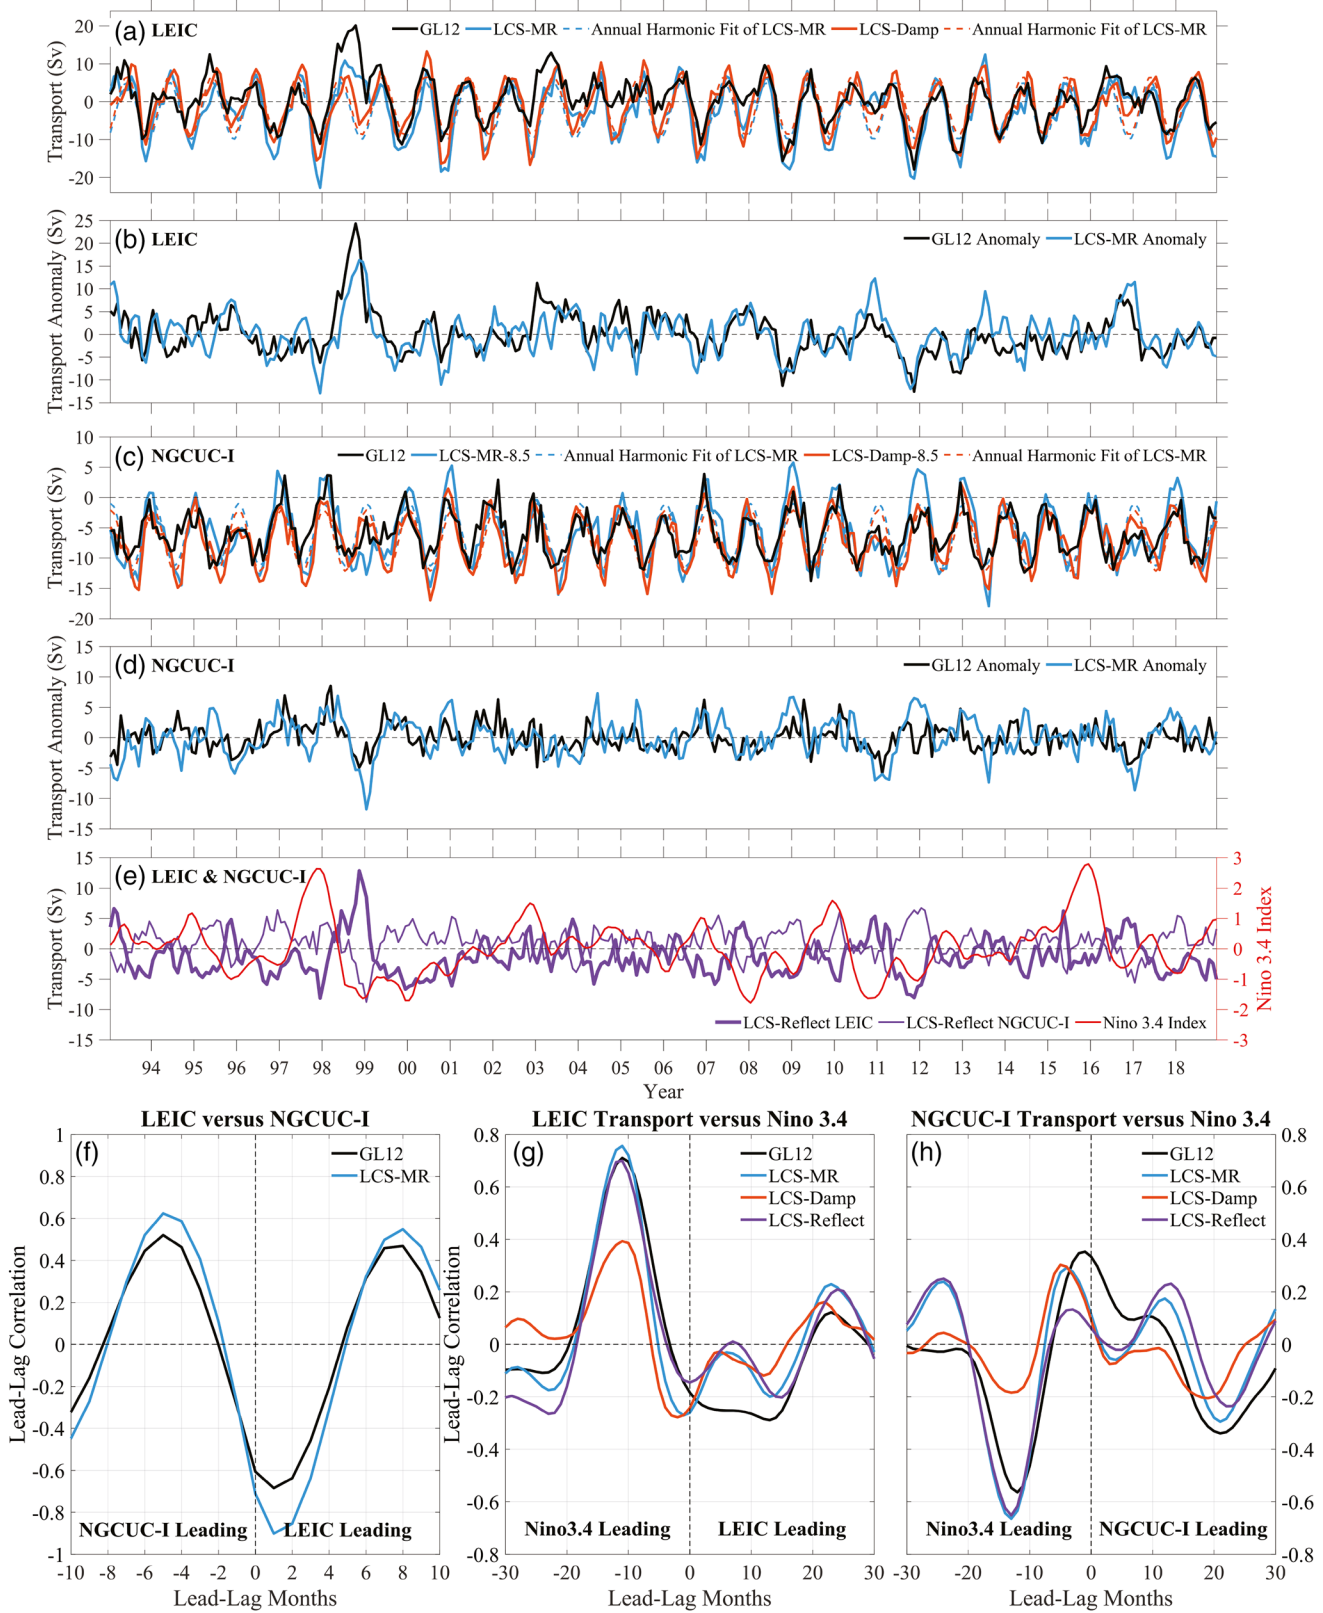 (a) LEIC
GL12 LCS-MR Annual Harmonic Fit of LCS-MR LCS-Damp Annual Harmonic Fit of LCS-MR
Transport (Sv)
20
10
0
-10
-20
(b) LEIC
GL12 Anomaly LCS-MR Anomaly
Transport Anomaly (Sv)
25
20
15
10
5
0
-5
-10
-15
(c) NGCUC-I
GL12 LCS-MR-8.5 Annual Harmonic Fit of LCS-MR LCS-Damp-8.5 Annual Harmonic Fit of LCS-MR
Transport (Sv)
10
5
0
-5
-10
-15
-20
(d) NGCUC-I
GL12 Anomaly LCS-MR Anomaly
Transport Anomaly (Sv)
15
10
5
0
-5
-10
-15
(e) LEIC & NGCUC-I
Transport (Sv)
15
10
5
0
-5
-10
-15
3
2
1
0
-1
-2
-3
Nino 3.4 Index
LCS-Reflect LEIC LCS-Reflect NGCUC-I Nino 3.4 Index
94 95 96 97 98 99 00 01 02 03 04 05 06 07 08 09 10 11 12 13 14 15 16 17 18
Year
LEIC versus NGCUC-I
(f)
GL12
LCS-MR
Lead-Lag Correlation
1
0.8
0.6
0.4
0.2
0
-0.2
-0.4
-0.6
-0.8
-1
NGCUC-I Leading LEIC Leading
-10 -8 -6 -4 -2 0 2 4 6 8 10
Lead-Lag Months
LEIC Transport versus Nino 3.4
(g)
GL12
LCS-MR
LCS-Damp
LCS-Reflect
Lead-Lag Correlation
0.8
0.6
0.4
0.2
0
-0.2
-0.4
-0.6
-0.8
Nino3.4 Leading LEIC Leading
-30 -20 -10 0 10 20 30
Lead-Lag Months
NGCUC-I Transport versus Nino 3.4
(h)
GL12
LCS-MR
LCS-Damp
LCS-Reflect
0.8
0.6
0.4
0.2
0
-0.2
-0.4
-0.6
-0.8
Nino3.4 Leading NGCUC-I Leading
-30 -20 -10 0 10 20 30
Lead-Lag Months